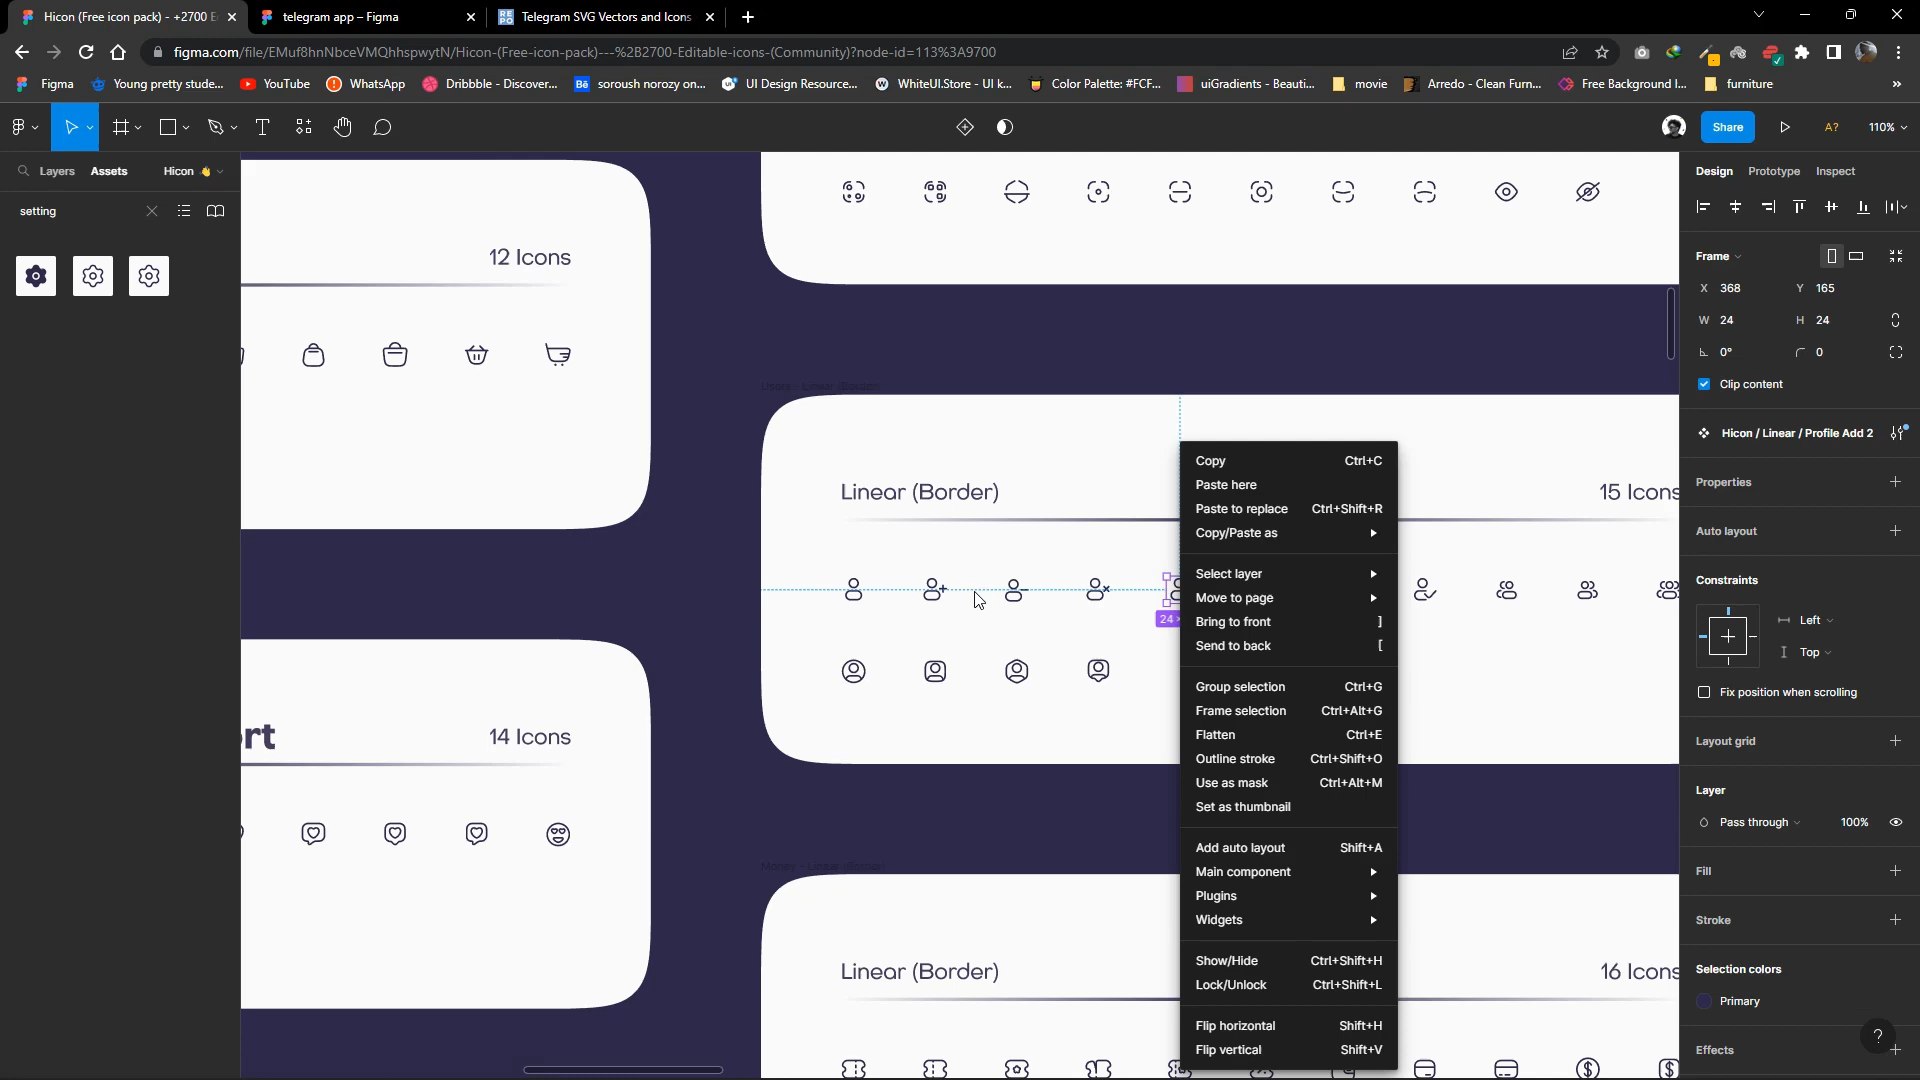 Hicon (Free icon pack) - +2700 E
telegram app – Figma
Telegram SVG Vectors and Icons
figma.com/file/EMuf8hnNbceVMQhhspwytN/Hicon-(Free-icon-pack)---%2B2700-Editable-icons-(Community)?node-id=113%3A9700
Figma
Young pretty stude...
YouTube
WhatsApp
Dribbble - Discover...
soroush norozy on...
UI Design Resource...
WhiteUI.Store - UI k...
Color Palette: #FCF...
uiGradients - Beauti...
movie
Arredo - Clean Furn...
Free Background I...
furniture
»
Share
A?
110%
Layers
Assets
Hicon 👋
setting
12 Icons
14 Icons
rt
Users - Linear (Border)
Linear (Border)
15 Icons
24 ×
Money - Linear (Border)
Linear (Border)
16 Icons
Copy Ctrl+C
Paste here
Paste to replace Ctrl+Shift+R
Copy/Paste as
Select layer
Move to page
Bring to front ]
Send to back [
Group selection Ctrl+G
Frame selection Ctrl+Alt+G
Flatten Ctrl+E
Outline stroke Ctrl+Shift+O
Use as mask Ctrl+Alt+M
Set as thumbnail
Add auto layout Shift+A
Main component
Plugins
Widgets
Show/Hide Ctrl+Shift+H
Lock/Unlock Ctrl+Shift+L
Flip horizontal Shift+H
Flip vertical Shift+V
Design
Prototype
Inspect
Frame
X 368
Y 165
W 24
H 24
0°
0
Clip content
Hicon / Linear / Profile Add 2
Properties
Auto layout
Constraints
Left
Top
Fix position when scrolling
Layout grid
Layer
Pass through 100%
Fill
Stroke
Selection colors
Primary
Effects
?